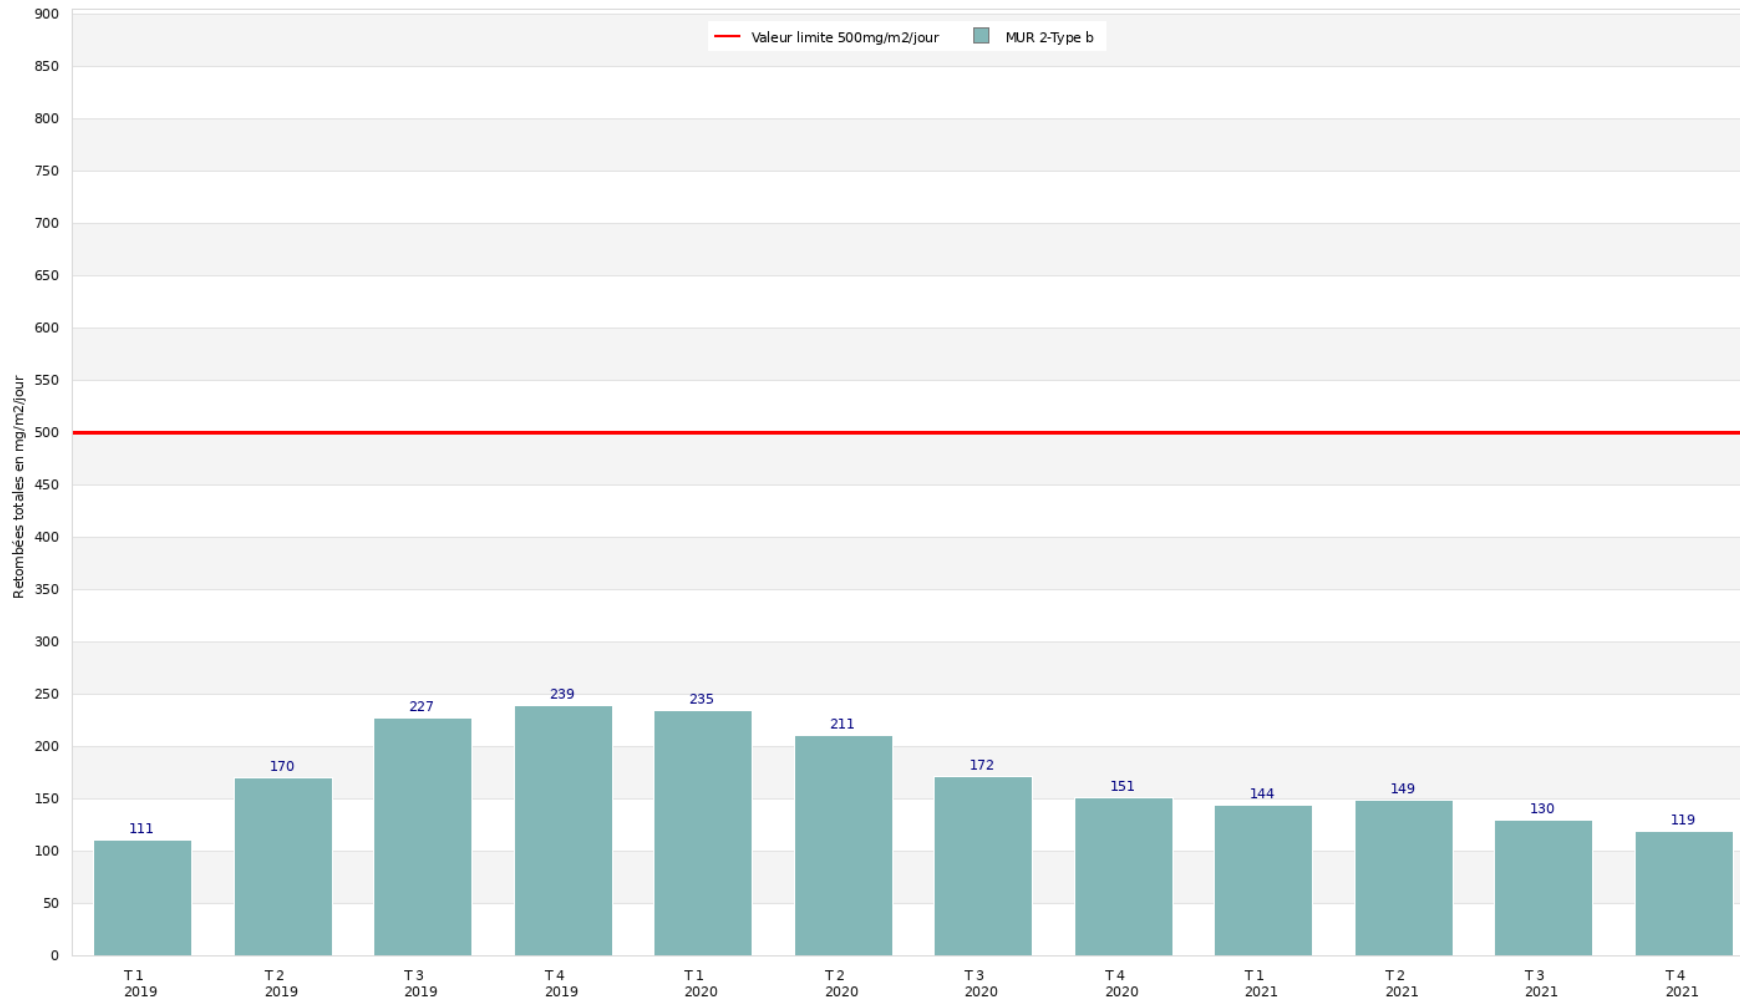 Valeur limite 500mg/m2/jour MUR 2-Type b
Retombées totales en mg/m2/jour
900
850
800
750
700
650
600
550
500
450
400
350
300
250
200
150
100
50
0
111
170
227
239
235
211
172
151
144
149
130
119
T 1 2019
T 2 2019
T 3 2019
T 4 2019
T 1 2020
T 2 2020
T 3 2020
T 4 2020
T 1 2021
T 2 2021
T 3 2021
T 4 2021